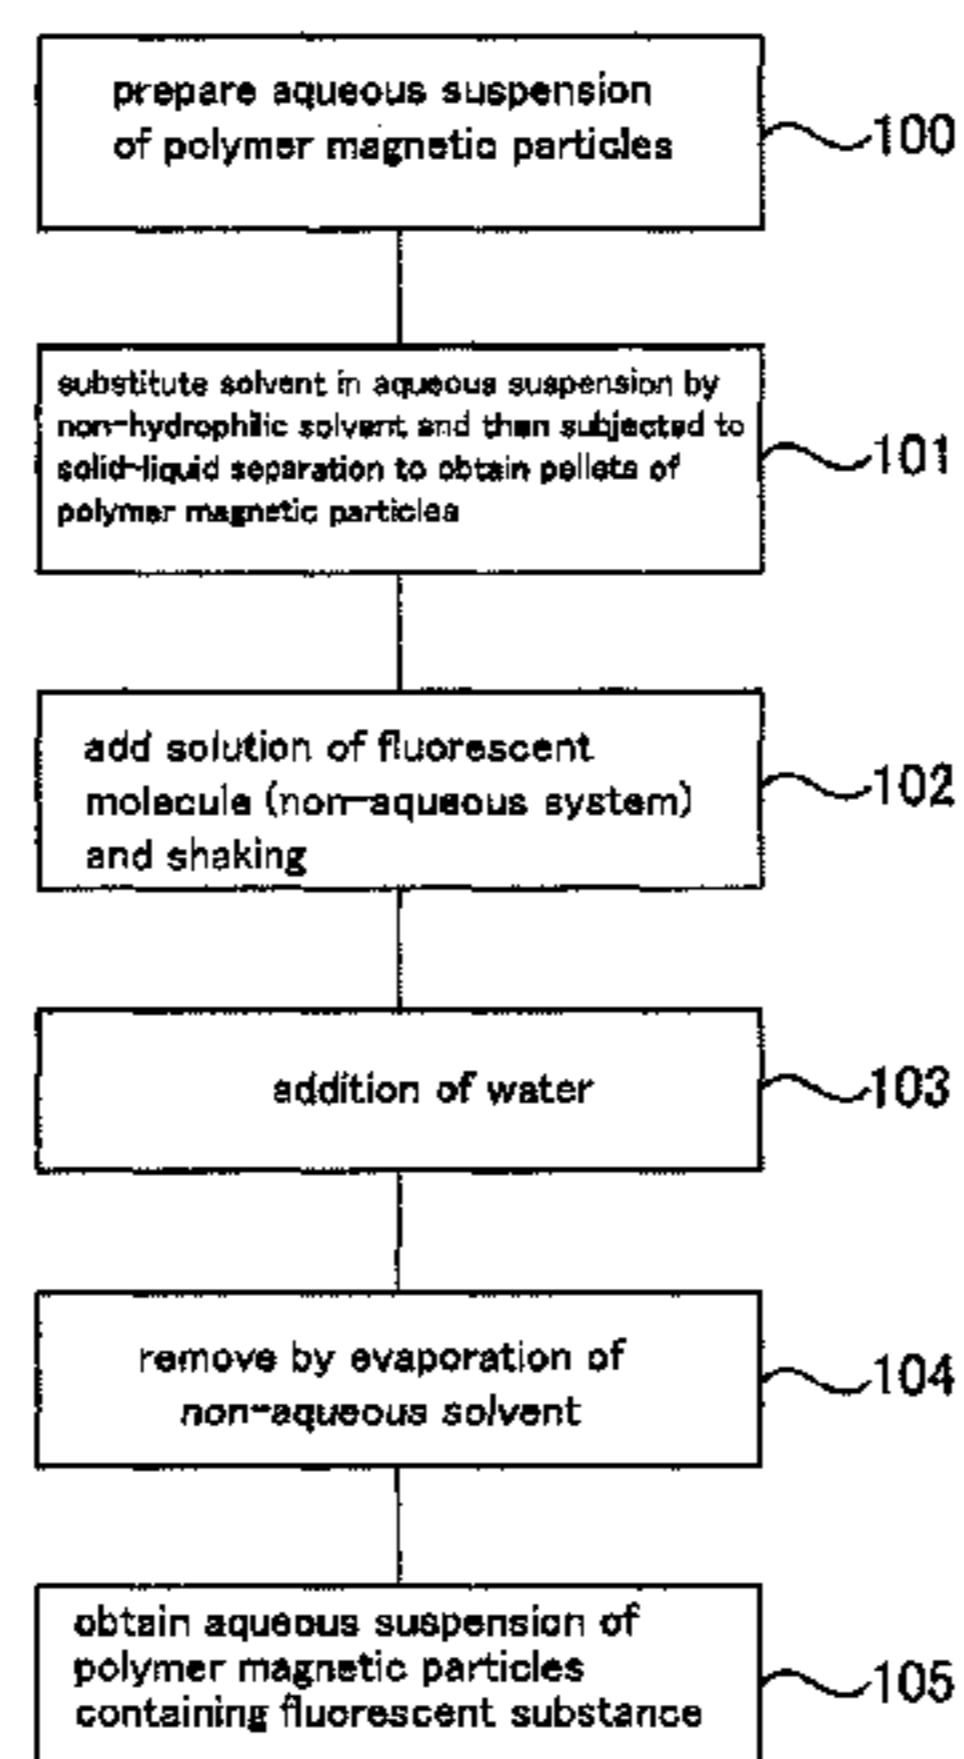 prepare aqueous suspension
of polymer magnetic particles
100
substitute solvent in aqueous suspension by
non-hydrophilic solvent and then subjected to
solid-liquid separation to obtain pellets of
polymer magnetic particles
101
add solution of fluorescent
molecule (non-aqueous system)
and shaking
102
addition of water
103
remove by evaporation of
non-aqueous solvent
104
obtain aqueous suspension of
polymer magnetic particles
containing fluorescent substance
105